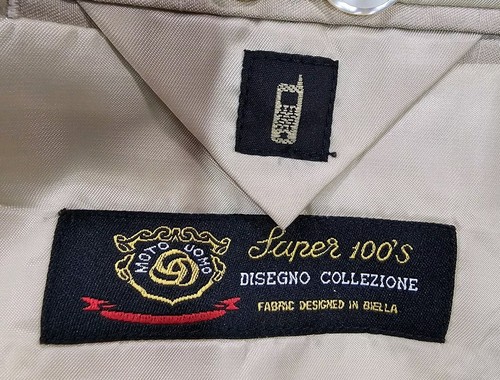 MOTO UOMO
Super 100's
DISEGNO COLLEZIONE
FABRIC DESIGNED IN BIELLA